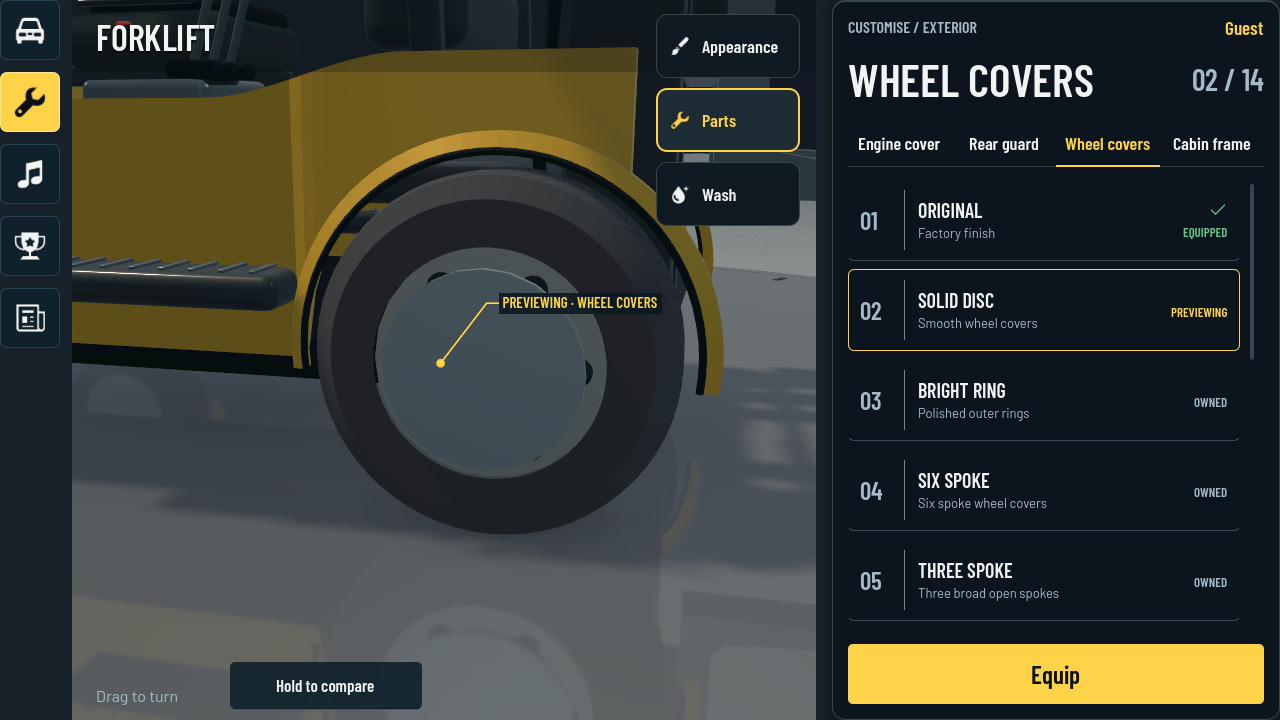 FORKLIFT
Appearance
Parts
Wash
PREVIEWING · WHEEL COVERS
Drag to turn
Hold to compare
CUSTOMISE / EXTERIOR
Guest
WHEEL COVERS
02 / 14
Engine cover
Rear guard
Wheel covers
Cabin frame
01
ORIGINAL
Factory finish
EQUIPPED
02
SOLID DISC
Smooth wheel covers
PREVIEWING
03
BRIGHT RING
Polished outer rings
OWNED
04
SIX SPOKE
Six spoke wheel covers
OWNED
05
THREE SPOKE
Three broad open spokes
OWNED
Equip